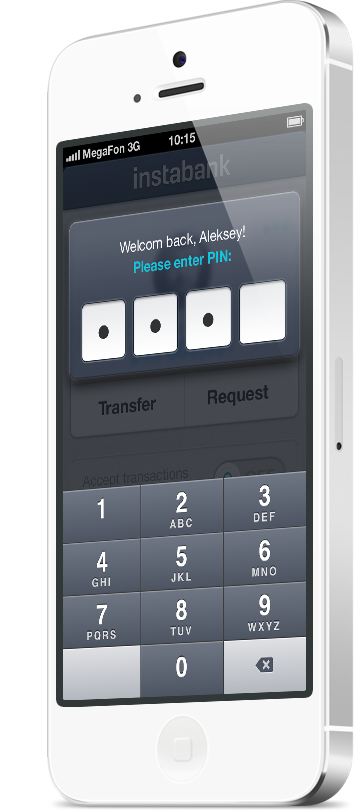 MegaFon 3G 10:15
instabank
Welcom back, Aleksey!
Please enter PIN:
Transfer Request
Accept transactions OFF
1 2 3
ABC DEF
4 5 6
GHI JKL MNO
7 8 9
PQRS TUV WXYZ
0